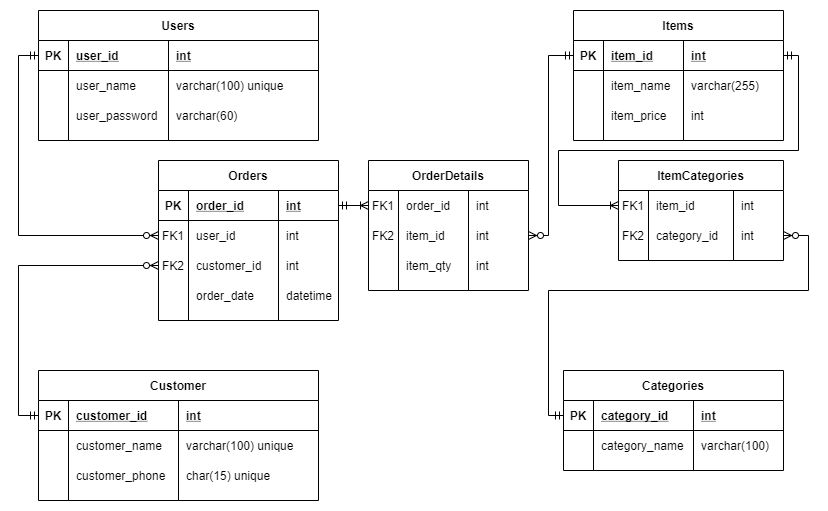 Users
PK user_id int
user_name varchar(100) unique
user_password varchar(60)
Items
PK item_id int
item_name varchar(255)
item_price int
Orders
PK order_id int
FK1 user_id int
FK2 customer_id int
order_date datetime
OrderDetails
FK1 order_id int
FK2 item_id int
item_qty int
ItemCategories
FK1 item_id int
FK2 category_id int
Customer
PK customer_id int
customer_name varchar(100) unique
customer_phone char(15) unique
Categories
PK category_id int
category_name varchar(100)